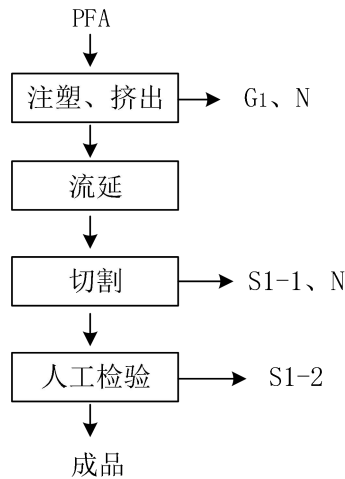 PFA
注塑、挤出
G1、N
流延
切割
S1-1、N
人工检验
S1-2
成品